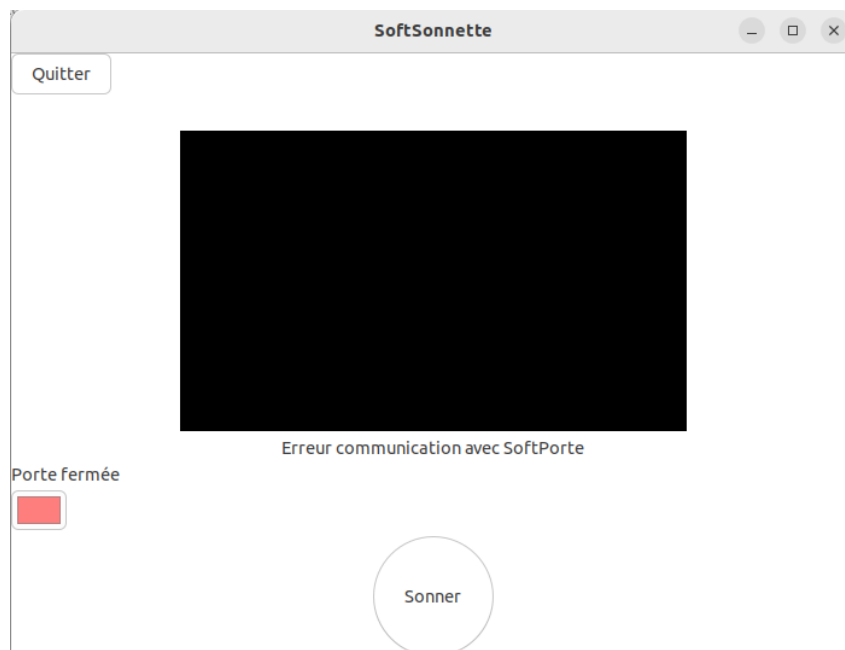 SoftSonnette
Quitter
Erreur communication avec SoftPorte
Porte fermée
Sonner